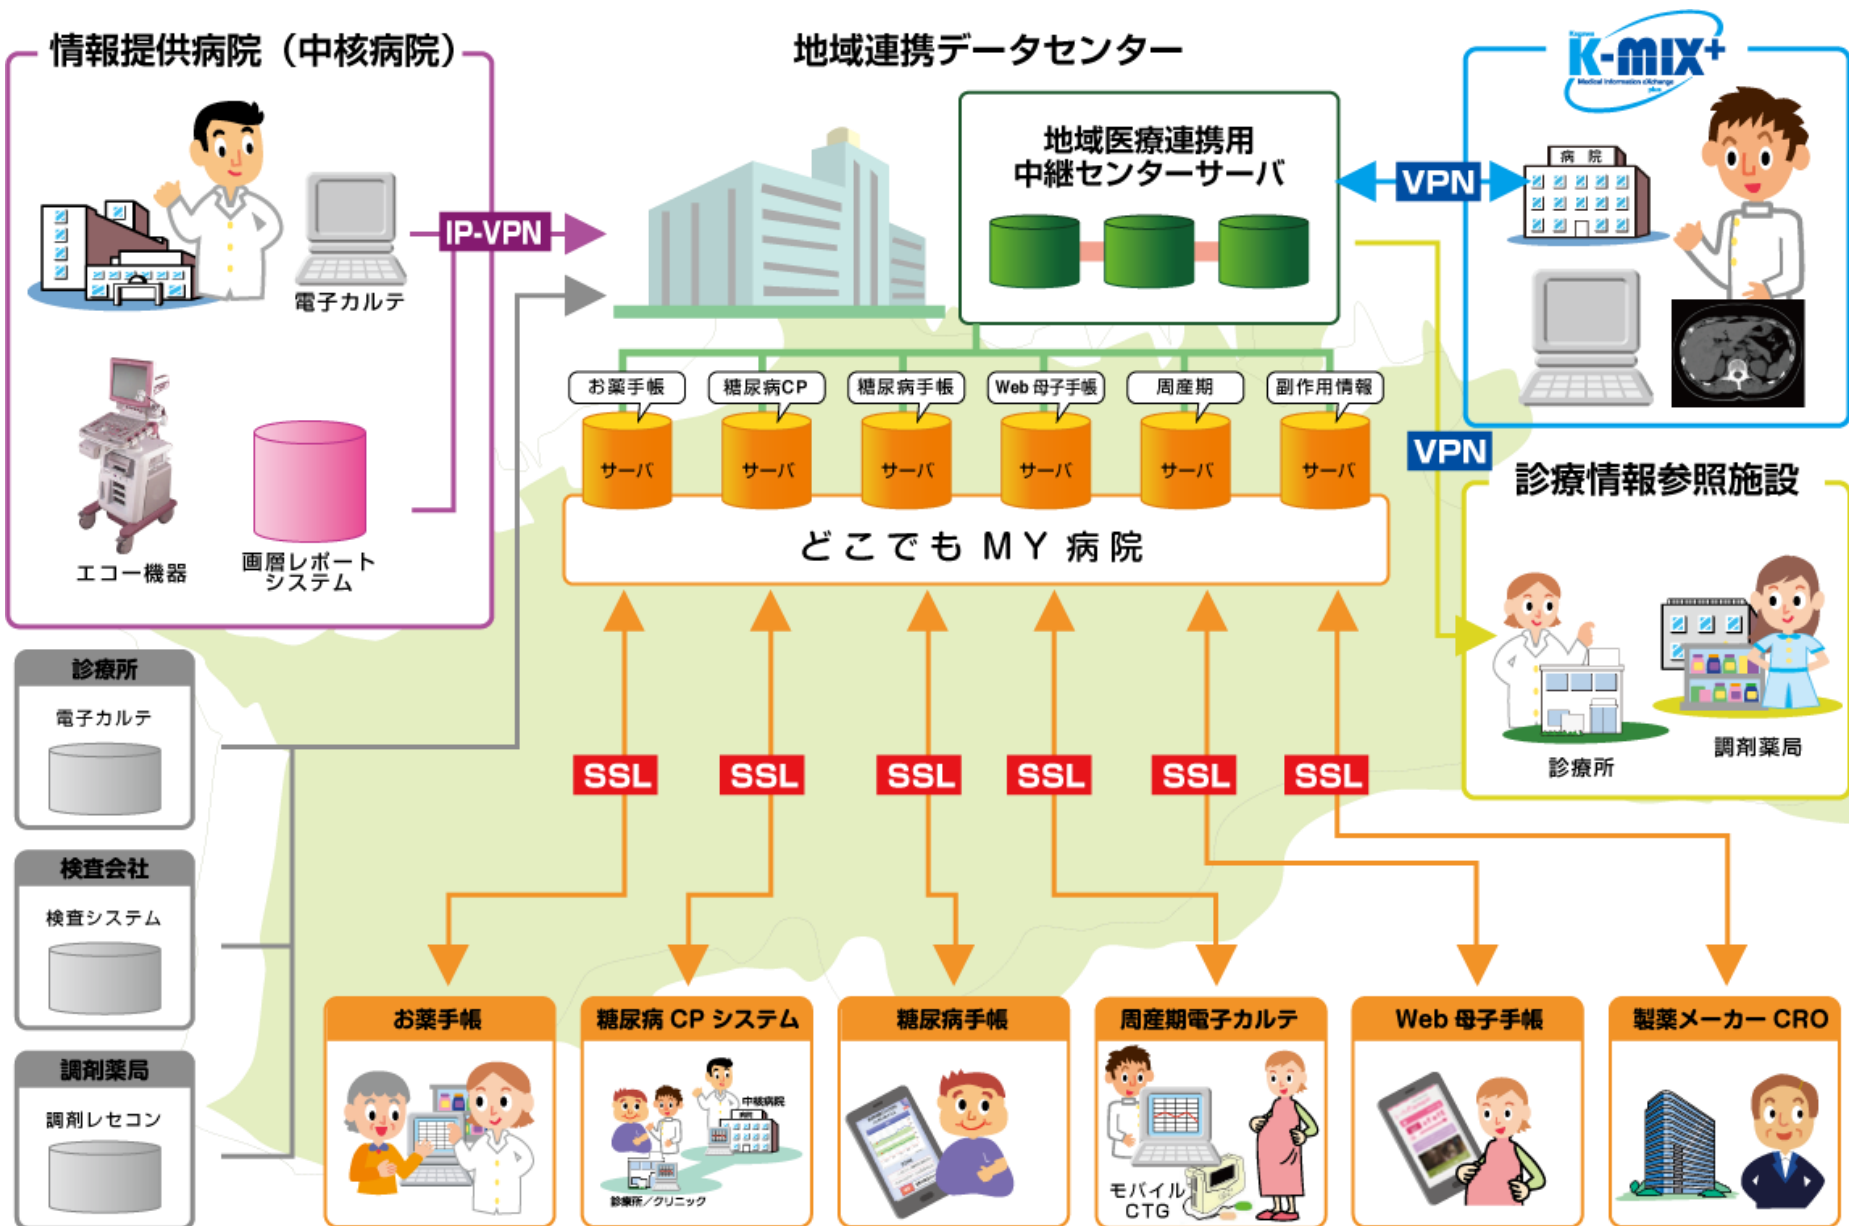 情報提供病院（中核病院）
電子カルテ
IP-VPN
エコー機器
画層レポート
システム
地域連携データセンター
地域医療連携用
中継センターサーバ
VPN
Kagawa
K-MIX+
Medical Information eXchange
plus
病院
VPN
診療情報参照施設
診療所
調剤薬局
お薬手帳
糖尿病CP
糖尿病手帳
Web 母子手帳
周産期
副作用情報
サーバ
サーバ
サーバ
サーバ
サーバ
サーバ
どこでも MY 病院
診療所
電子カルテ
検査会社
検査システム
調剤薬局
調剤レセコン
SSL
SSL
SSL
SSL
SSL
SSL
お薬手帳
糖尿病 CP システム
中核病院
病院
診療所／クリニック
糖尿病手帳
周産期電子カルテ
モバイル
CTG
Web 母子手帳
製薬メーカー CRO